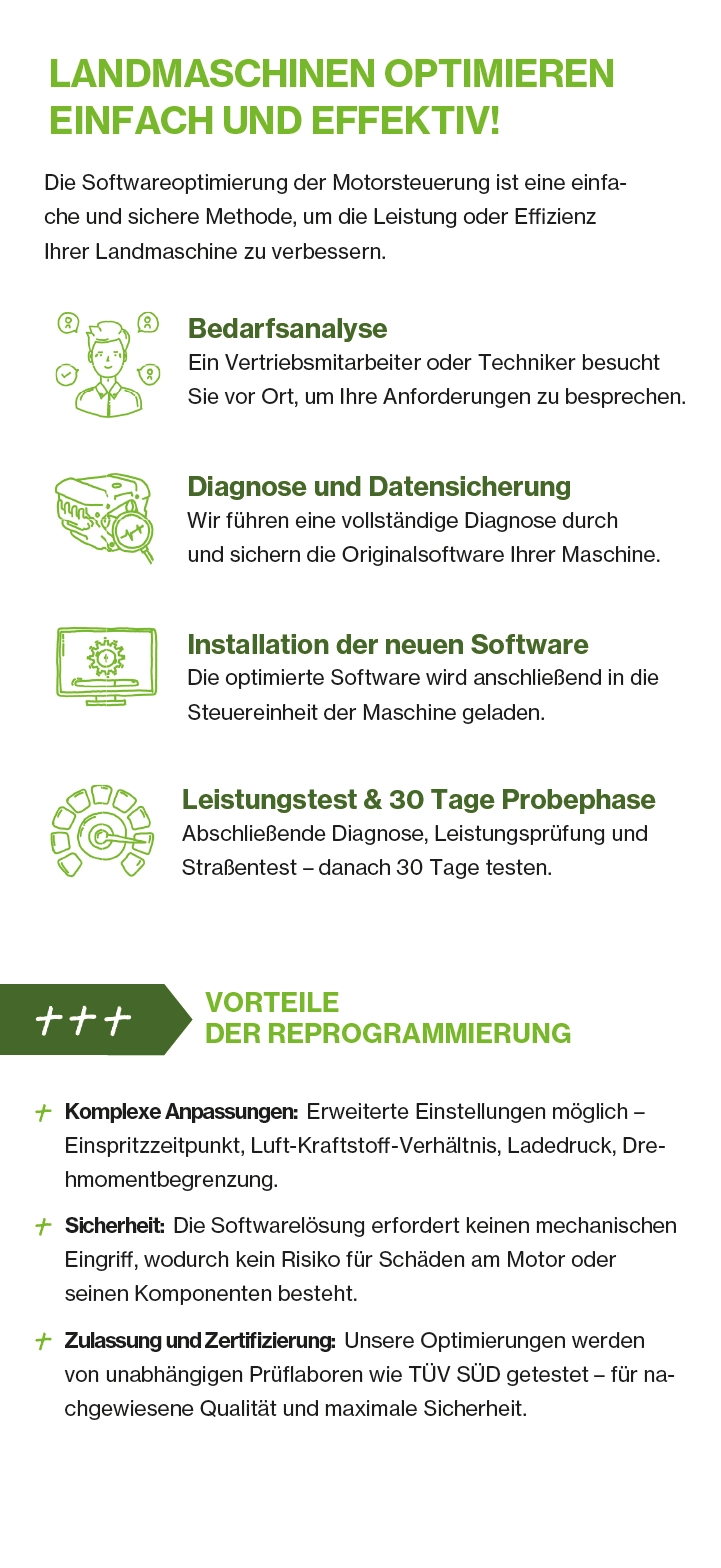 LANDMASCHINEN OPTIMIEREN
EINFACH UND EFFEKTIV!
Die Softwareoptimierung der Motorsteuerung ist eine einfa-
che und sichere Methode, um die Leistung oder Effizienz
Ihrer Landmaschine zu verbessern.
Bedarfsanalyse
Ein Vertriebsmitarbeiter oder Techniker besucht
Sie vor Ort, um Ihre Anforderungen zu besprechen.
Diagnose und Datensicherung
Wir führen eine vollständige Diagnose durch
und sichern die Originalsoftware Ihrer Maschine.
Installation der neuen Software
Die optimierte Software wird anschließend in die
Steuereinheit der Maschine geladen.
Leistungstest & 30 Tage Probephase
Abschließende Diagnose, Leistungsprüfung und
Straßentest – danach 30 Tage testen.
+++
VORTEILE
DER REPROGRAMMIERUNG
+ Komplexe Anpassungen: Erweiterte Einstellungen möglich –
Einspritzzeitpunkt, Luft-Kraftstoff-Verhältnis, Ladedruck, Dre-
hmomentbegrenzung.
+ Sicherheit: Die Softwarelösung erfordert keinen mechanischen
Eingriff, wodurch kein Risiko für Schäden am Motor oder
seinen Komponenten besteht.
+ Zulassung und Zertifizierung: Unsere Optimierungen werden
von unabhängigen Prüflaboren wie TÜV SÜD getestet – für na-
chgewiesene Qualität und maximale Sicherheit.